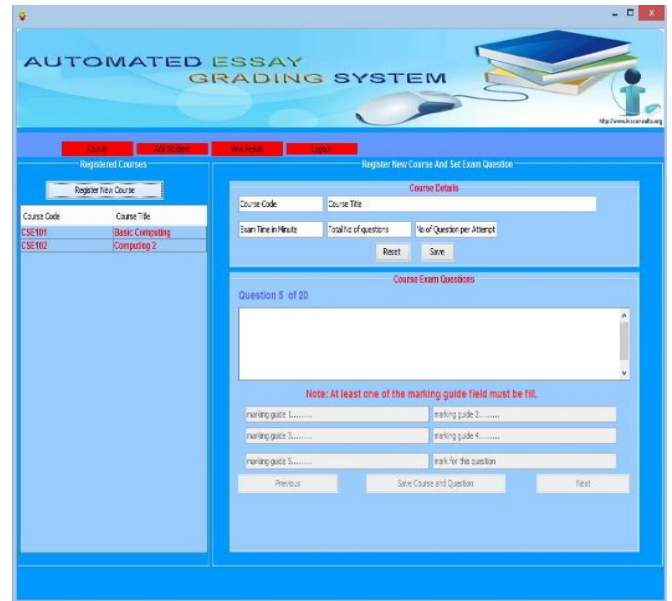 AUTOMATED ESSAY
GRADING SYSTEM
Course
Add Student
View Result
Logout
Registered Courses
Register New Course
Course Code Course Title
CSE101 Basic Computing
CSE102 Computing 2
Register New Course And Set Exam Question
Course Details
Course Code Course Title
Exam Time in Minute Total No of questions No of Question per Attempt
Reset Save
Course Exam Questions
Question 5 of 20
Note: At least one of the marking guide field must be fill.
marking guide 1......... marking guide 2.........
marking guide 3......... marking guide 4.........
marking guide 5......... mark for this question
Previous Save Course and Question Next